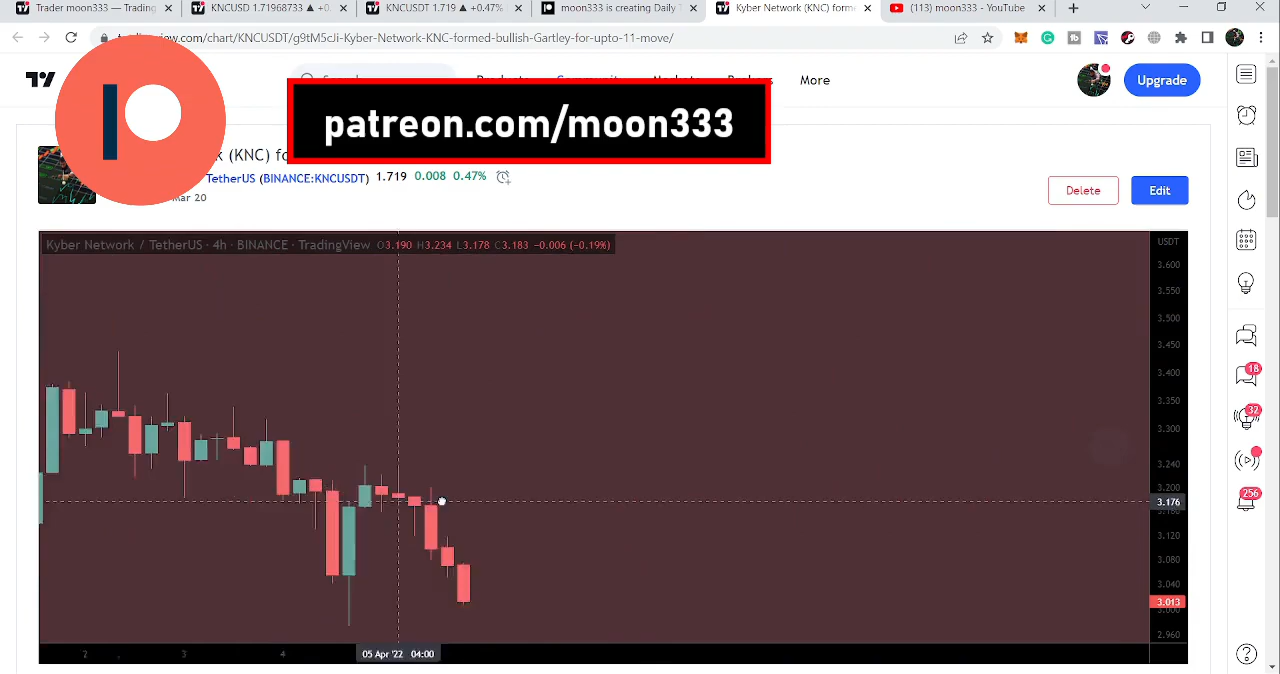 Trader moon333 — Trading
KNCUSD 1.71968733 ▲ +0.
KNCUSDT 1.719 ▲ +0.47%
moon333 is creating Daily T
Kyber Network (KNC) form
(113) moon333 - YouTube
view.com/chart/KNCUSDT/g9tM5cJi-Kyber-Network-KNC-formed-bullish-Gartley-for-upto-11-move/
More
Upgrade
patreon.com/moon333
(KNC) fo
TetherUS (BINANCE:KNCUSDT) 1.719 0.008 0.47%
Mar 20
Delete
Edit
Kyber Network / TetherUS · 4h · BINANCE · TradingView O3.190 H3.234 L3.178 C3.183 −0.006 (−0.19%)
USDT
3.600
3.550
3.500
3.450
3.400
3.350
3.300
3.240
3.200
3.176
3.120
3.080
3.040
3.013
3.000
2.960
2
3
4
05 Apr '22 04:00
18
32
256